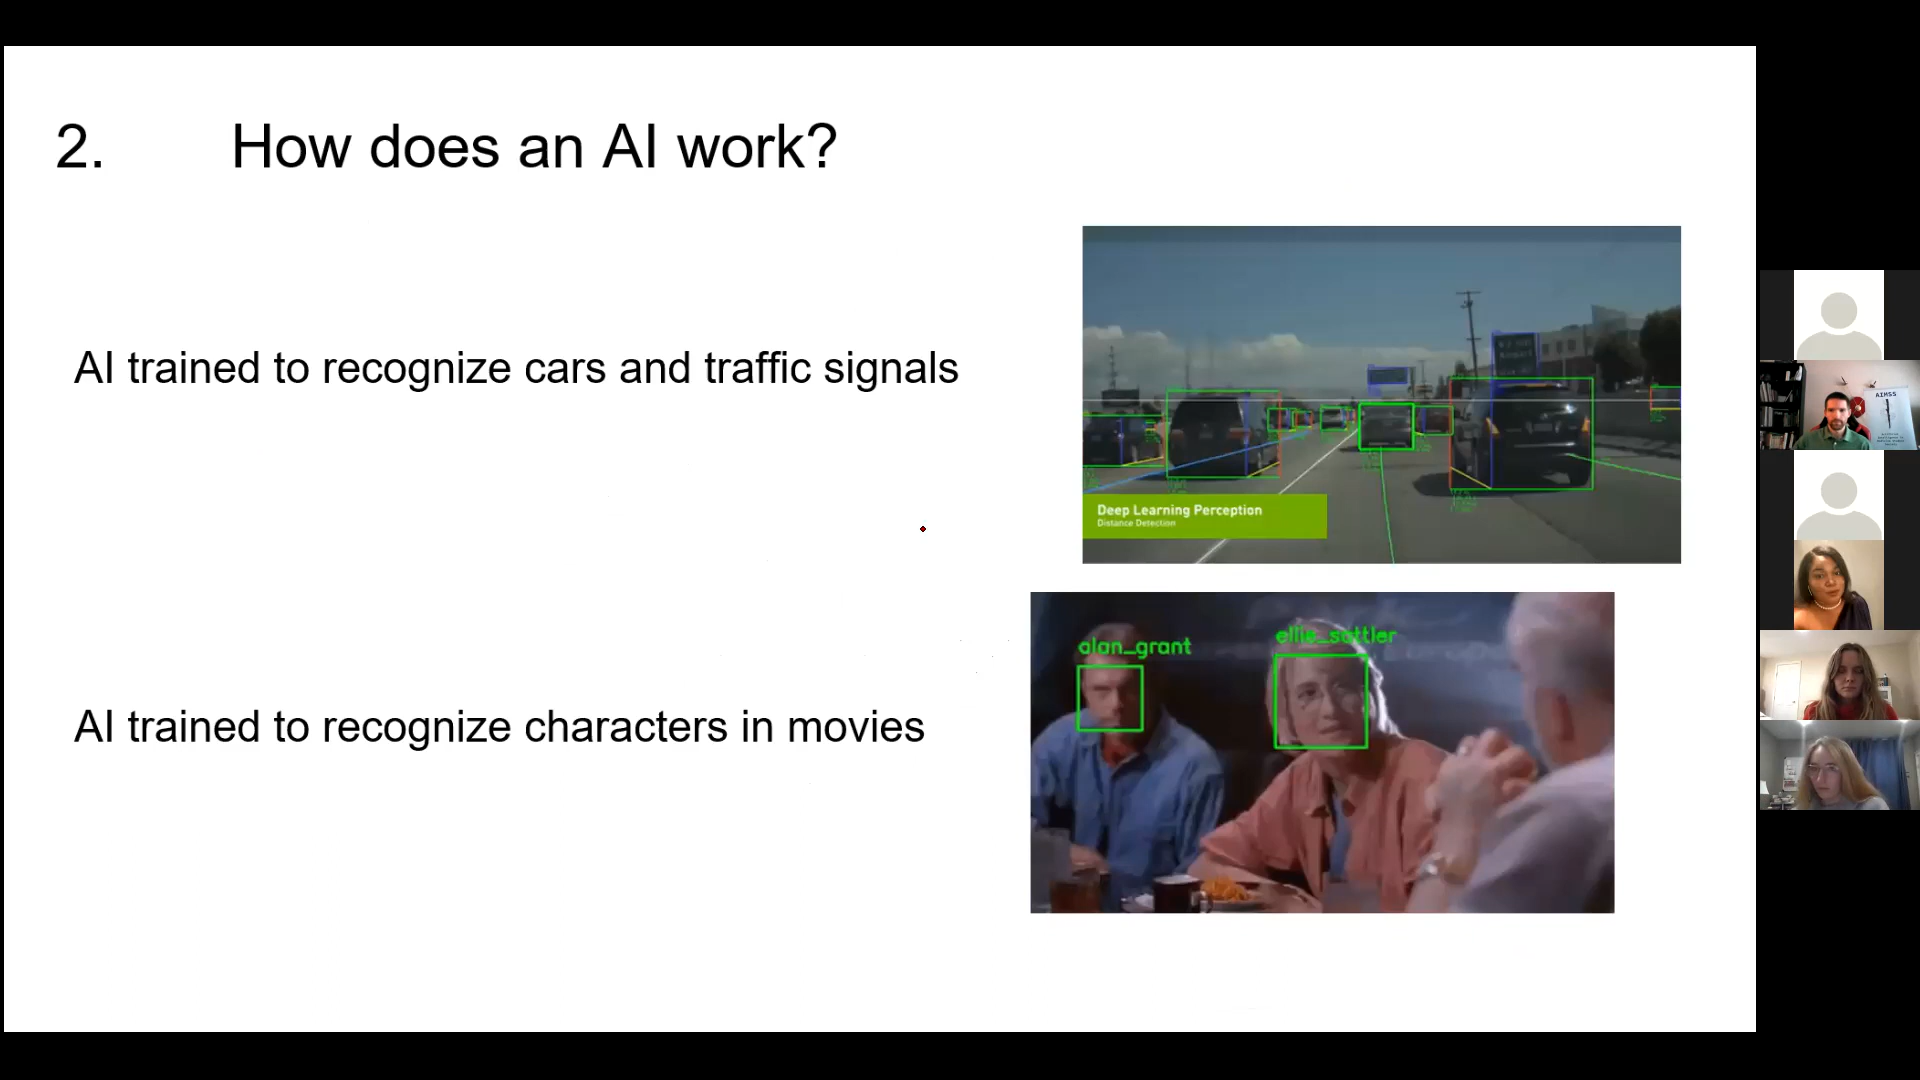 2. How does an AI work?
AI trained to recognize cars and traffic signals
Deep Learning Perception
Distance Detection
alan_grant
ellie_sattler
AI trained to recognize characters in movies
AIMSS